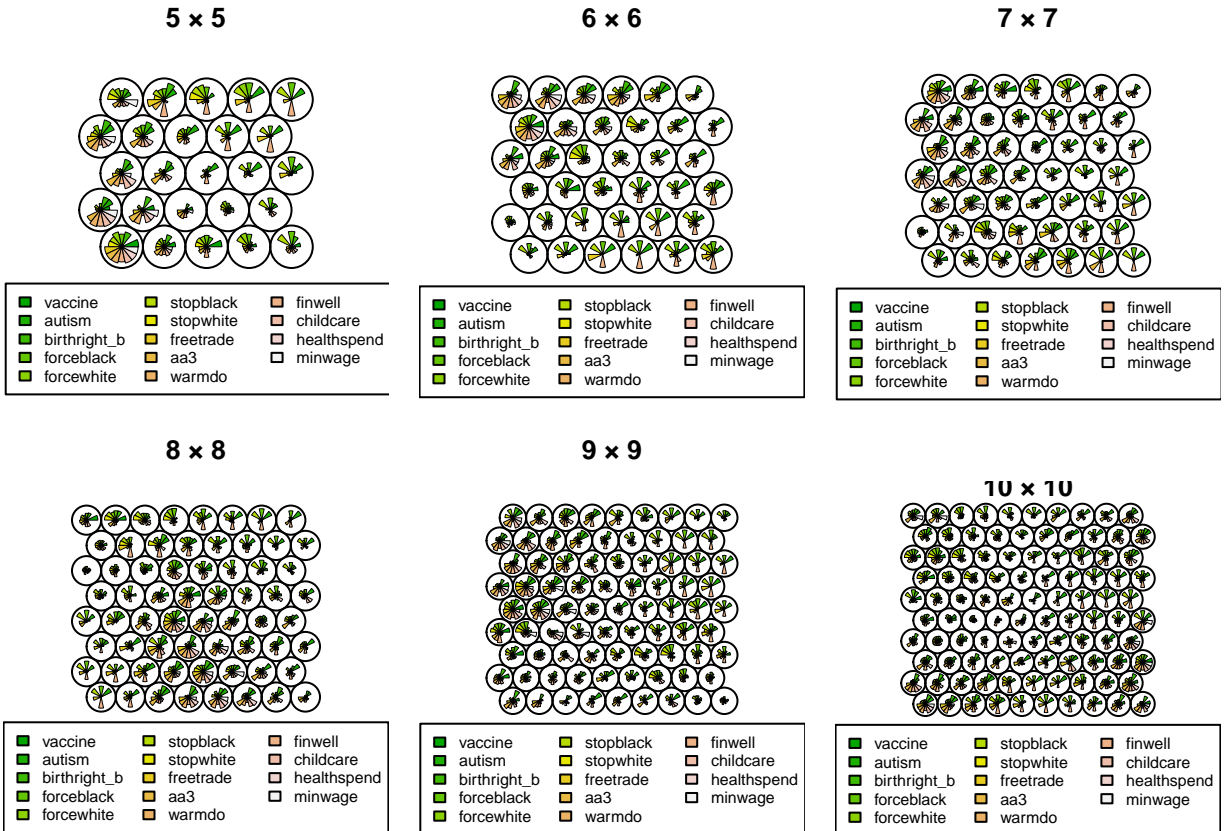 5 × 5
6 × 6
7 × 7
vaccine stopblack finwell
autism stopwhite childcare
birthright_b freetrade healthspend
forceblack aa3 minwage
forcewhite warmdo
vaccine stopblack finwell
autism stopwhite childcare
birthright_b freetrade healthspend
forceblack aa3 minwage
forcewhite warmdo
vaccine stopblack finwell
autism stopwhite childcare
birthright_b freetrade healthspend
forceblack aa3 minwage
forcewhite warmdo
8 × 8
9 × 9
10 × 10
vaccine stopblack finwell
autism stopwhite childcare
birthright_b freetrade healthspend
forceblack aa3 minwage
forcewhite warmdo
vaccine stopblack finwell
autism stopwhite childcare
birthright_b freetrade healthspend
forceblack aa3 minwage
forcewhite warmdo
vaccine stopblack finwell
autism stopwhite childcare
birthright_b freetrade healthspend
forceblack aa3 minwage
forcewhite warmdo